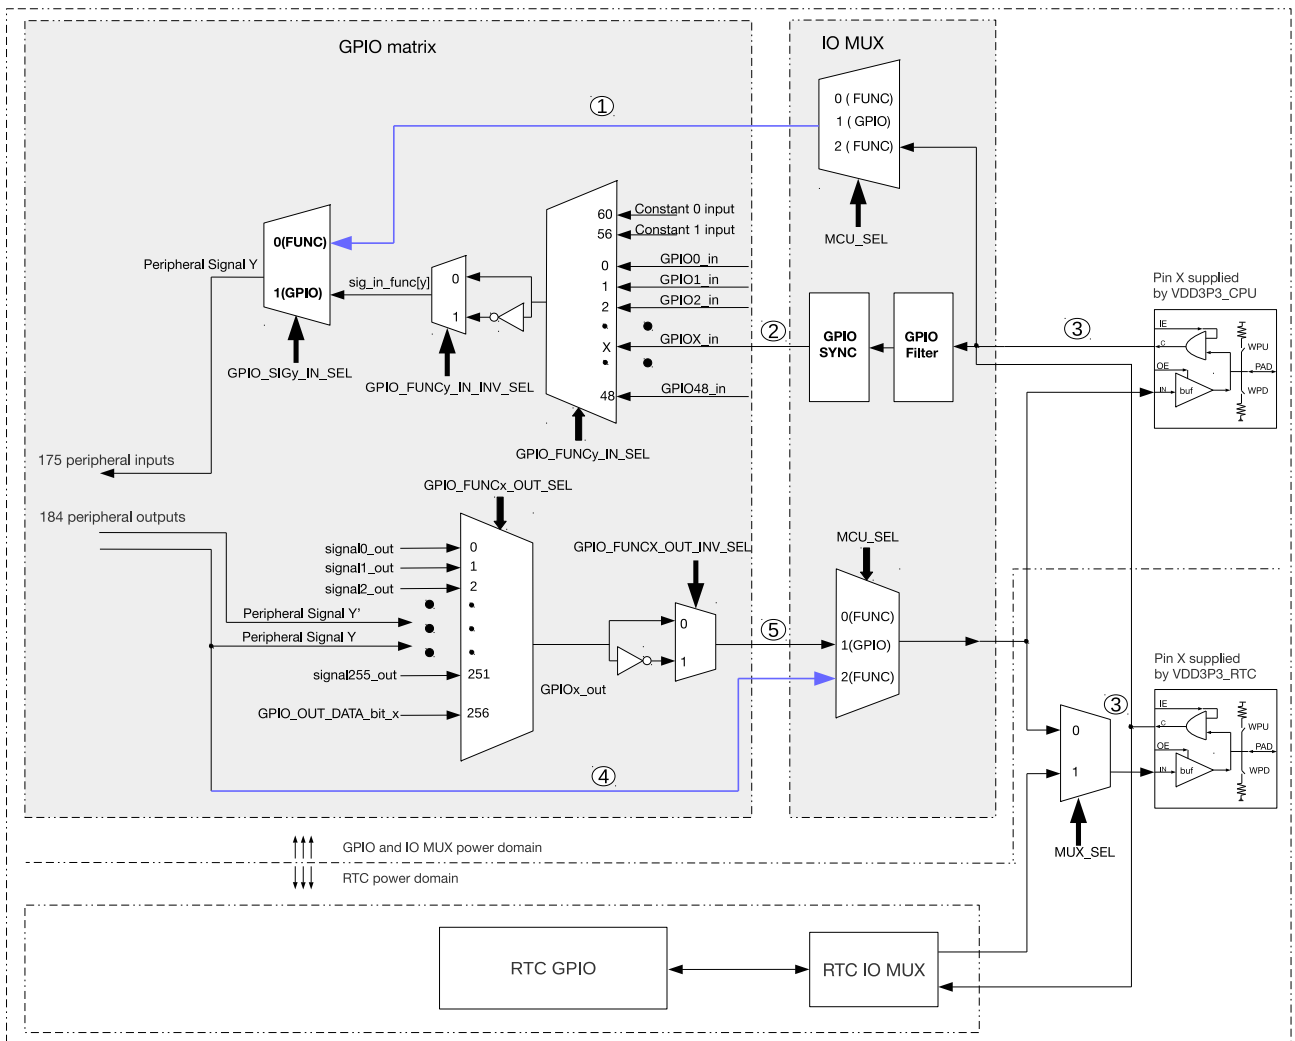 GPIO matrix
IO MUX
1
0 ( FUNC)
1 ( GPIO)
2 ( FUNC)
MCU_SEL
60
Constant 0 input
56
Constant 1 input
0
GPIO0_in
1
GPIO1_in
2
GPIO2_in
X
GPIOX_in
48
GPIO48_in
GPIO_FUNCy_IN_SEL
0(FUNC)
1(GPIO)
Peripheral Signal Y
sig_in_func[y]
0
1
GPIO_SIGy_IN_SEL
GPIO_FUNCy_IN_INV_SEL
2
GPIO
SYNC
GPIO
Filter
3
Pin X supplied
by VDD3P3_CPU
IE
C
OE
IN
buf
WPU
PAD
WPD
175 peripheral inputs
184 peripheral outputs
GPIO_FUNCx_OUT_SEL
signal0_out
0
signal1_out
1
signal2_out
2
Peripheral Signal Y'
Peripheral Signal Y
signal255_out
251
GPIO_OUT_DATA_bit_x
256
GPIOx_out
GPIO_FUNCX_OUT_INV_SEL
0
1
5
4
MCU_SEL
0(FUNC)
1(GPIO)
2(FUNC)
0
1
MUX_SEL
3
Pin X supplied
by VDD3P3_RTC
IE
C
OE
IN
buf
WPU
PAD
WPD
GPIO and IO MUX power domain
RTC power domain
RTC GPIO
RTC IO MUX